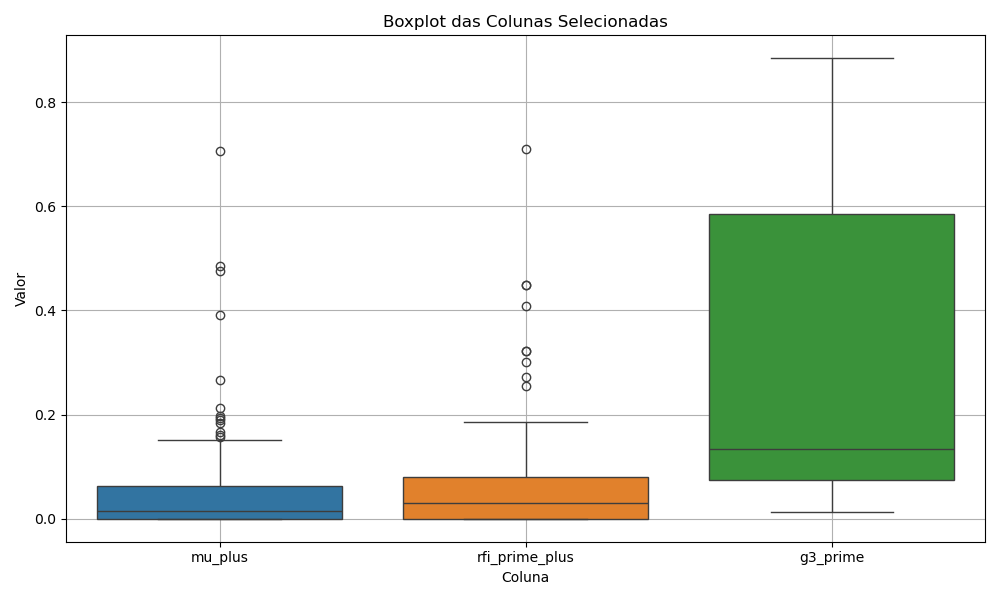 Boxplot das Colunas Selecionadas
Valor
0.8
0.6
0.4
0.2
0.0
mu_plus
rfi_prime_plus
g3_prime
Coluna